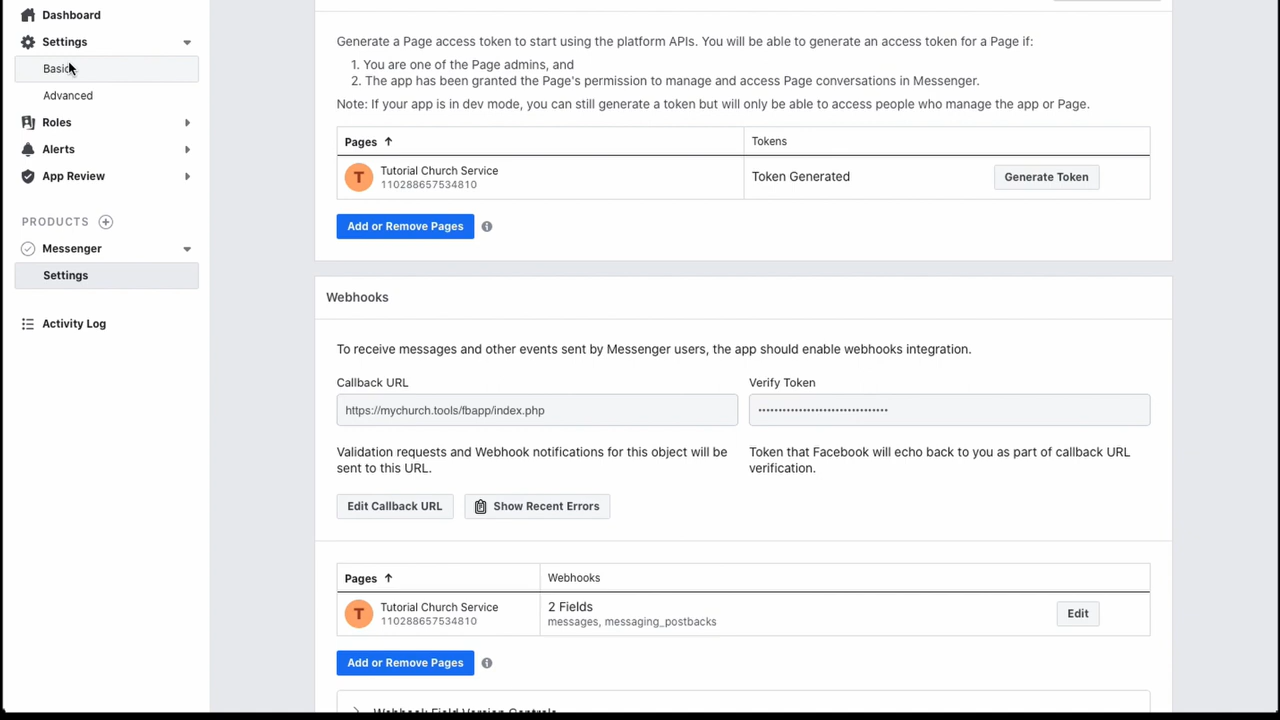 Dashboard
Settings
Basic
Advanced
Roles
Alerts
App Review
PRODUCTS
Messenger
Settings
Activity Log
Generate a Page access token to start using the platform APIs. You will be able to generate an access token for a Page if:
1. You are one of the Page admins, and
2. The app has been granted the Page's permission to manage and access Page conversations in Messenger.
Note: If your app is in dev mode, you can still generate a token but will only be able to access people who manage the app or Page.
Pages ↑ Tokens
T Tutorial Church Service
110288657534810
Token Generated Generate Token
Add or Remove Pages
Webhooks
To receive messages and other events sent by Messenger users, the app should enable webhooks integration.
Callback URL
https://mychurch.tools/fbapp/index.php
Validation requests and Webhook notifications for this object will be
sent to this URL.
Verify Token
••••••••••••••••••••••••••••••••
Token that Facebook will echo back to you as part of callback URL
verification.
Edit Callback URL Show Recent Errors
Pages ↑ Webhooks
T Tutorial Church Service
110288657534810
2 Fields
messages, messaging_postbacks
Edit
Add or Remove Pages
Webhook Field Version Controls